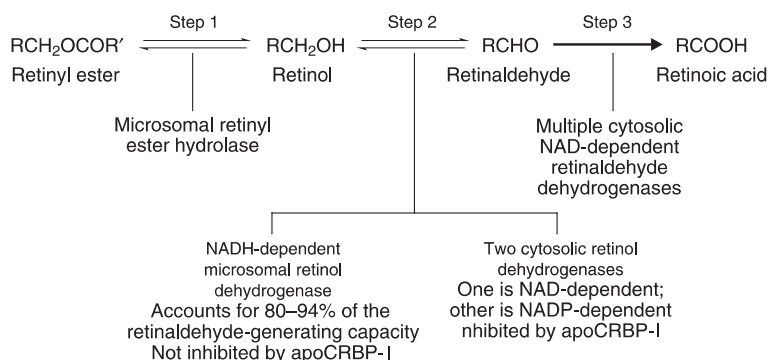 Step 1 Step 2 Step 3
RCH₂OCOR′ RCH₂OH RCHO RCOOH
Retinyl ester Retinol Retinaldehyde Retinoic acid
Microsomal retinyl
ester hydrolase
Multiple cytosolic
NAD-dependent
retinaldehyde
dehydrogenases
NADH-dependent
microsomal retinol
dehydrogenase
Accounts for 80–94% of the
retinaldehyde-generating capacity
Not inhibited by apoCRBP-I
Two cytosolic retinol
dehydrogenases
One is NAD-dependent;
other is NADP-dependent
nhibited by apoCRBP-I